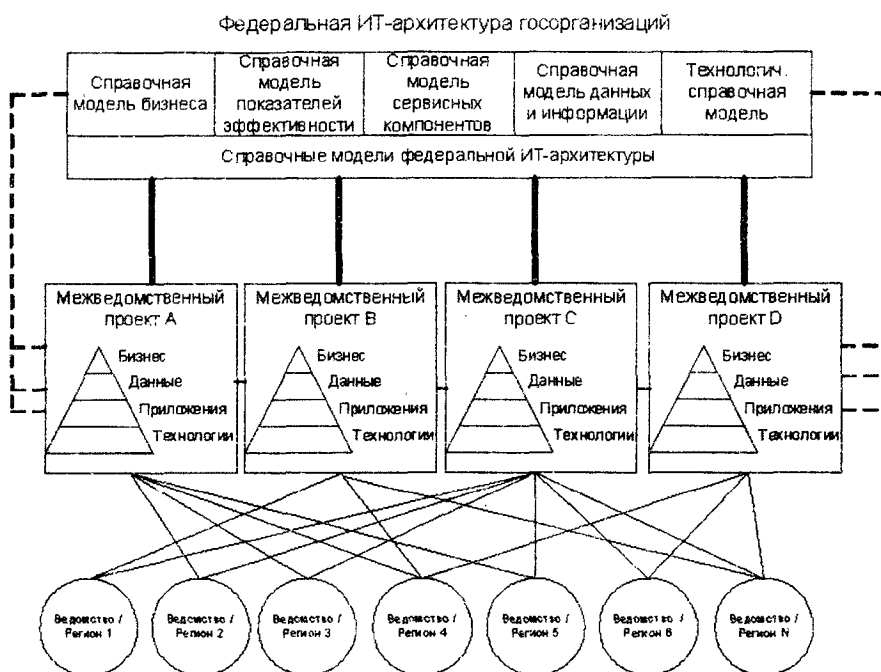 Федеральная ИТ-архитектура госорганизаций
Справочная
модель бизнеса
Справочная
модель
показателей
эффективности
Справочная
модель
сервисных
компонентов
Справочная
модель данных
и информации
Технологич.
справочная
модель
Справочные модели федеральной ИТ-архитектуры
Межведомственный
проект A
Бизнес
Данные
Приложения
Технологии
Межведомственный
проект B
Бизнес
Данные
Приложения
Технологии
Межведомственный
проект C
Бизнес
Данные
Приложения
Технологии
Межведомственный
проект D
Бизнес
Данные
Приложения
Технологии
Ведомство /
Регион 1
Ведомство /
Регион 2
Ведомство /
Регион 3
Ведомство /
Регион 4
Ведомство /
Регион 5
Ведомство /
Регион 6
Ведомство /
Регион N